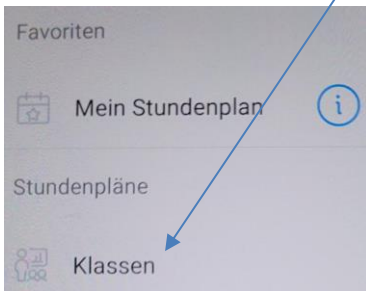 Favoriten
Mein Stundenplan
i
Stundenpläne
Klassen